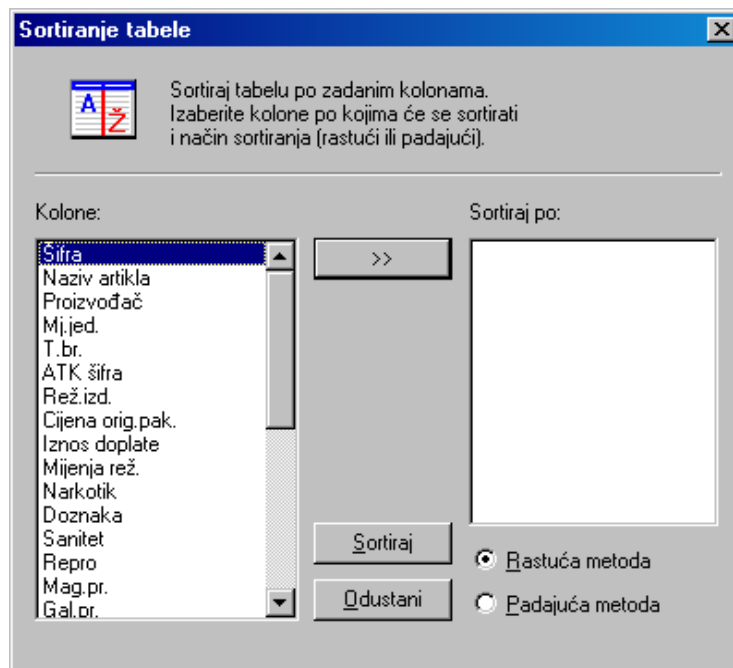 Sortiranje tabele
A Ž
Sortiraj tabelu po zadanim kolonama.
Izaberite kolone po kojima će se sortirati
i način sortiranja (rastući ili padajući).
Kolone:
Šifra
Naziv artikla
Proizvođač
Mj.jed.
T.br.
ATK šifra
Rež.izd.
Cijena orig.pak.
Iznos doplate
Mijenja rež.
Narkotik
Doznaka
Sanitet
Repro
Mag.pr.
Gal.pr.
>>
Sortiraj
Odustani
Sortiraj po:
Rastuća metoda
Padajuća metoda